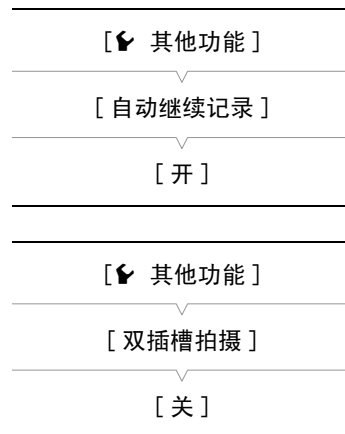 [ 其他功能 ]
[ 自动继续记录 ]
[ 开 ]
[ 其他功能 ]
[ 双插槽拍摄 ]
[ 关 ]